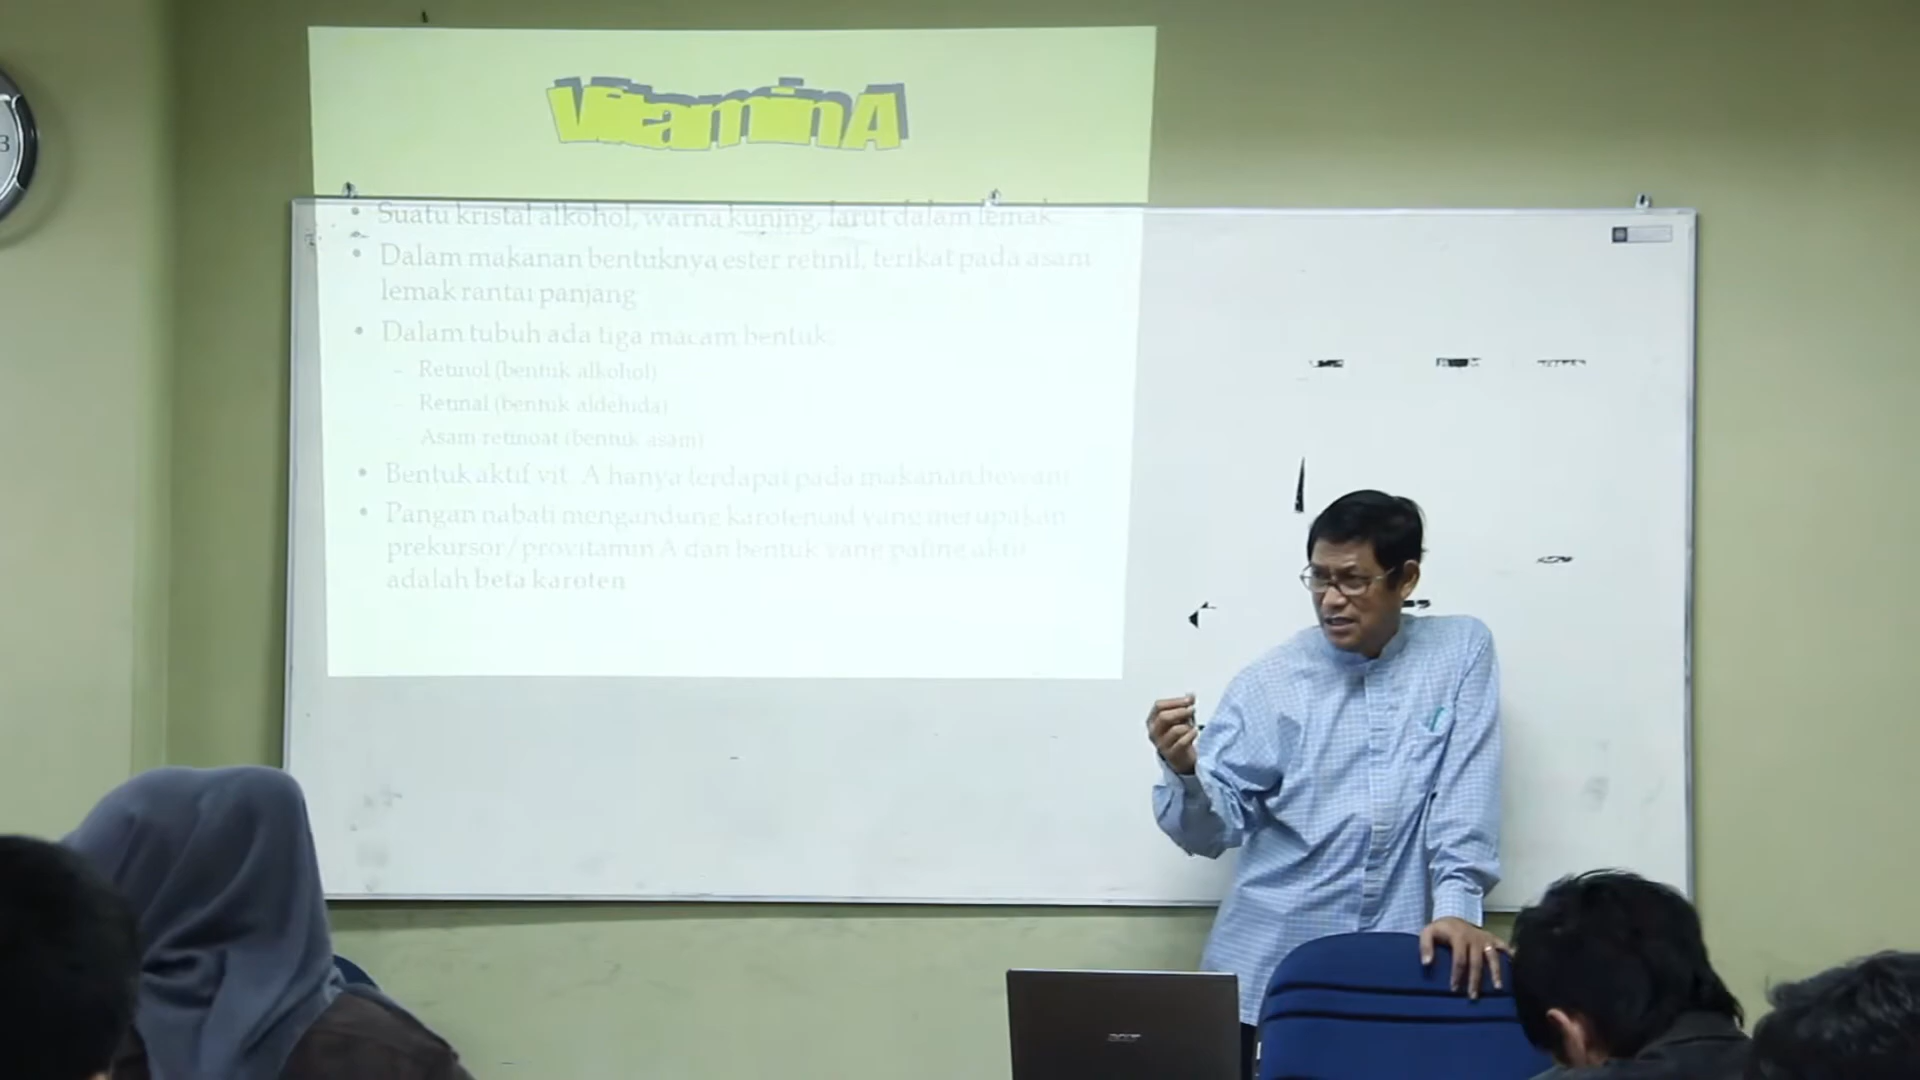 Vitamin A
• Suatu kristal alkohol, warna kuning, larut dalam lemak
• Dalam makanan bentuknya ester retinil, terikat pada asam
lemak rantai panjang
• Dalam tubuh ada tiga macam bentuk:
– Retinol (bentuk alkohol)
– Retinal (bentuk aldehida)
– Asam retinoat (bentuk asam)
• Bentuk aktif vit. A hanya terdapat pada makanan hewani
• Pangan nabati mengandung karotenoid yang merupakan
prekursor/provitamin A dan bentuk yang paling aktif
adalah beta karoten
3
acer